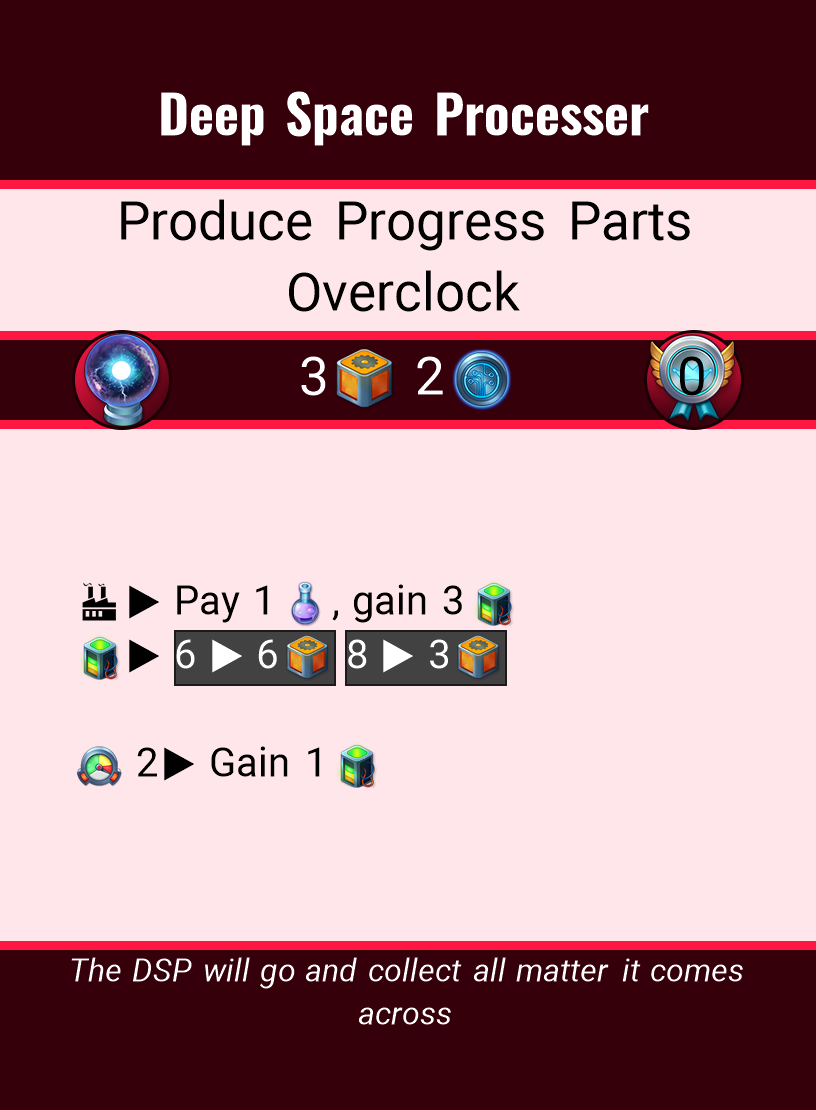 Deep Space Processer
Produce Progress Parts
Overclock
3 2 0
Pay 1 , gain 3
6 ▶ 6 8 ▶ 3
2▶ Gain 1
The DSP will go and collect all matter it comes
across